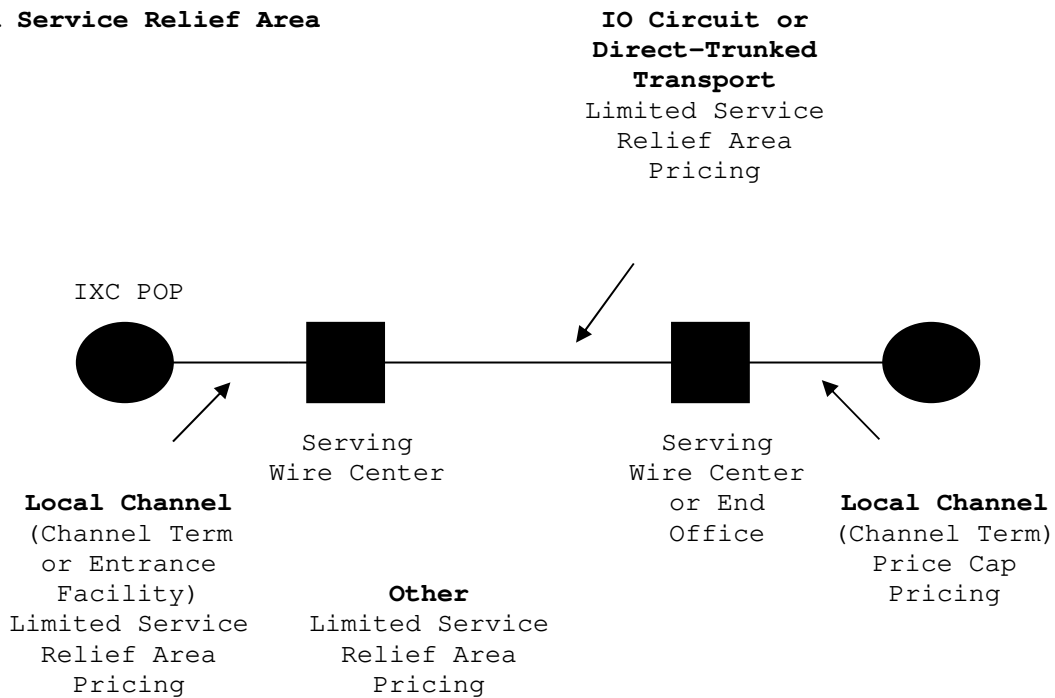 Service Relief Area
IO Circuit or
Direct-Trunked
Transport
Limited Service
Relief Area
Pricing
IXC POP
Serving
Wire Center
Serving
Wire Center
or End
Office
Local Channel
(Channel Term
or Entrance
Facility)
Limited Service
Relief Area
Pricing
Other
Limited Service
Relief Area
Pricing
Local Channel
(Channel Term)
Price Cap
Pricing